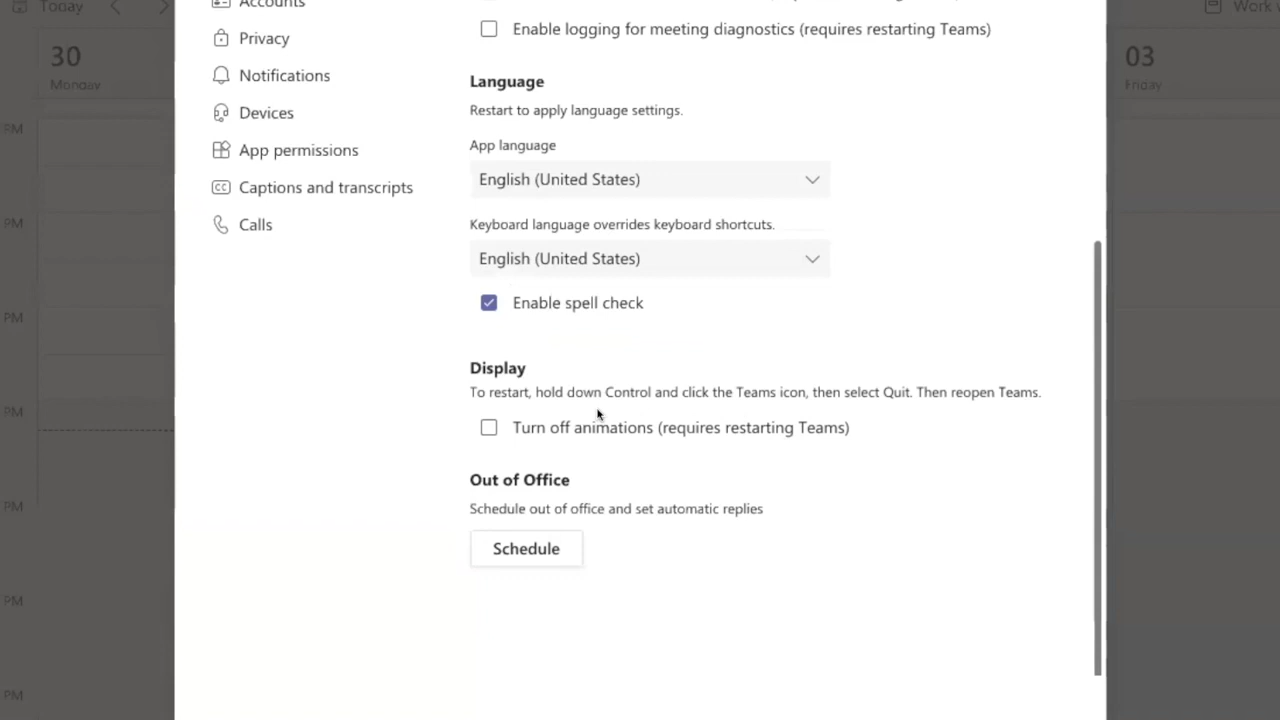 Today
Work
30
Monday
03
Friday
PM
PM
PM
PM
PM
PM
PM
Accounts
Privacy
Notifications
Devices
App permissions
CC Captions and transcripts
Calls
Enable logging for meeting diagnostics (requires restarting Teams)
Language
Restart to apply language settings.
App language
English (United States)
Keyboard language overrides keyboard shortcuts.
English (United States)
Enable spell check
Display
To restart, hold down Control and click the Teams icon, then select Quit. Then reopen Teams.
Turn off animations (requires restarting Teams)
Out of Office
Schedule out of office and set automatic replies
Schedule